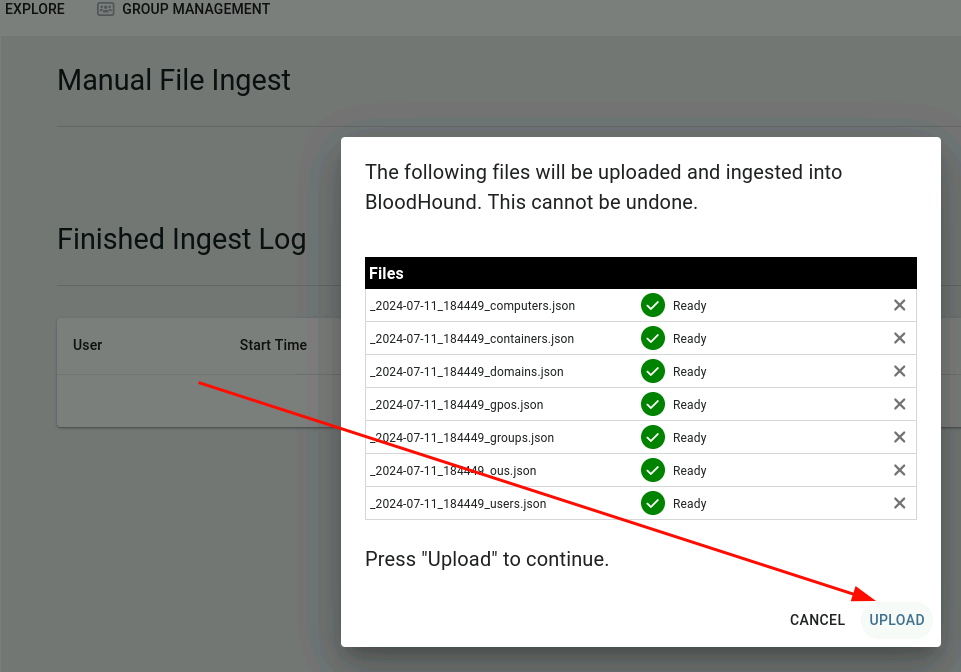 EXPLORE GROUP MANAGEMENT
Manual File Ingest
The following files will be uploaded and ingested into
BloodHound. This cannot be undone.
Finished Ingest Log
Files
_2024-07-11_184449_computers.json Ready
_2024-07-11_184449_containers.json Ready
User Start Time
_2024-07-11_184449_domains.json Ready
_2024-07-11_184449_gpos.json Ready
_2024-07-11_184449_groups.json Ready
_2024-07-11_184449_ous.json Ready
_2024-07-11_184449_users.json Ready
Press "Upload" to continue.
CANCEL UPLOAD